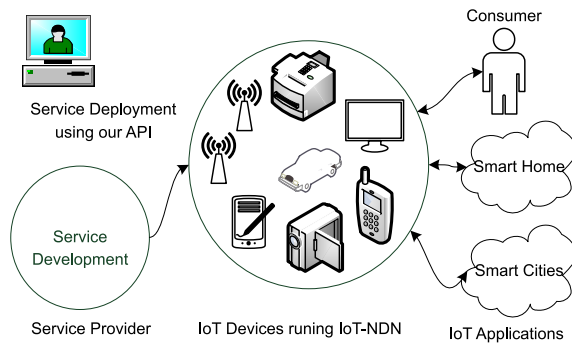 Consumer
Service Deployment
using our API
Smart Home
Service
Development
Smart Cities
Service Provider
IoT Devices runing IoT-NDN
IoT Applications